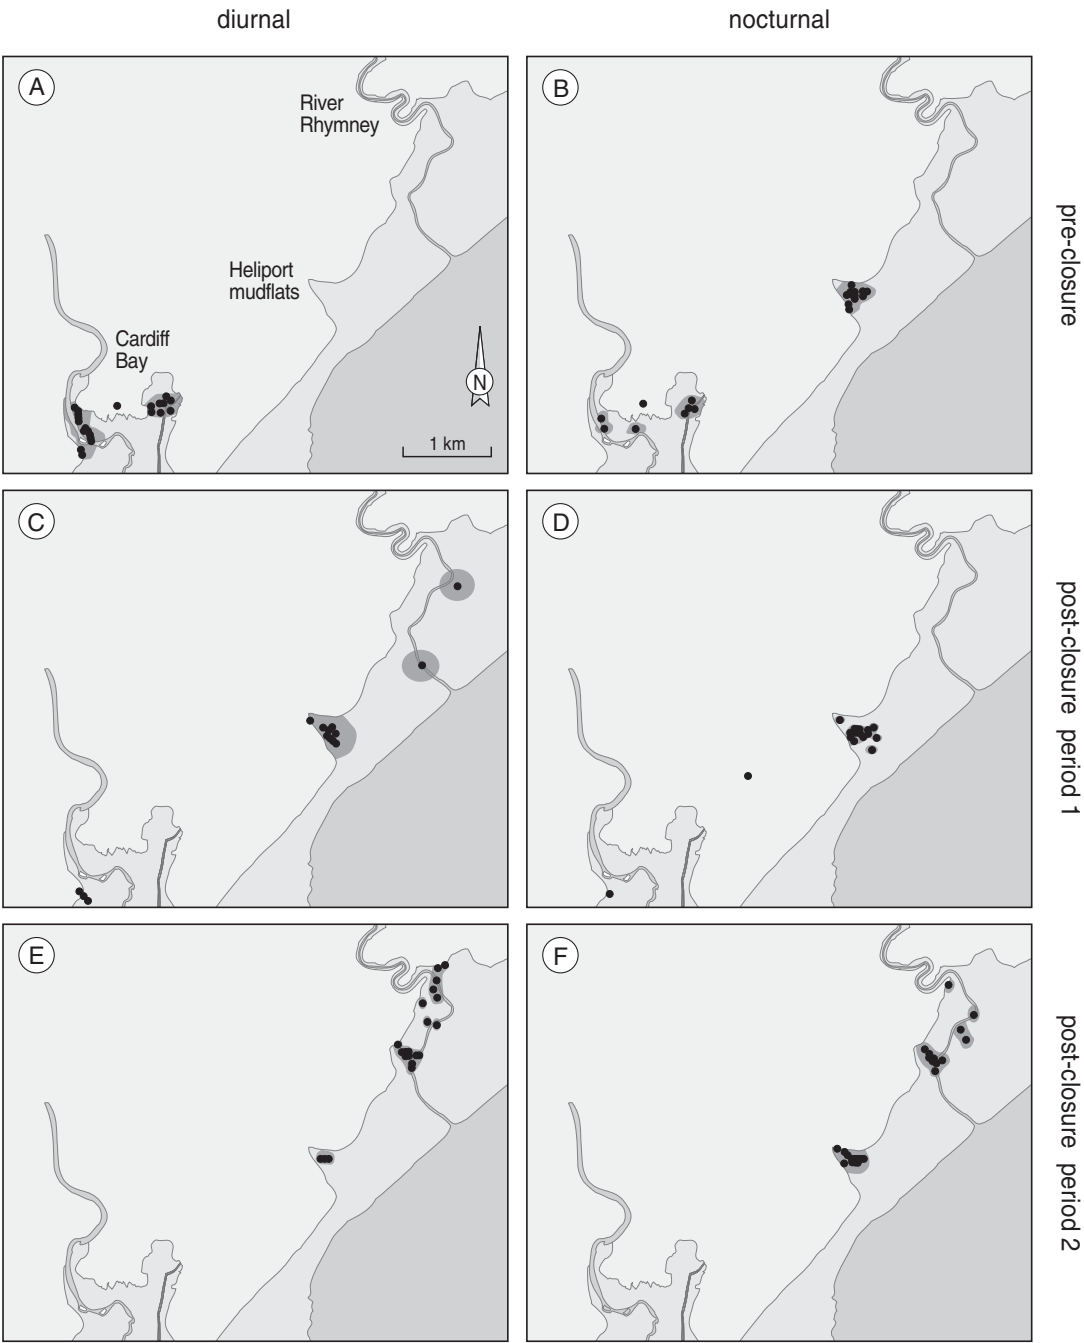 diurnal
nocturnal
A
River
Rhymney
Heliport
mudflats
Cardiff
Bay
N
1 km
B
pre-closure
C
D
post-closure period 1
E
F
post-closure period 2